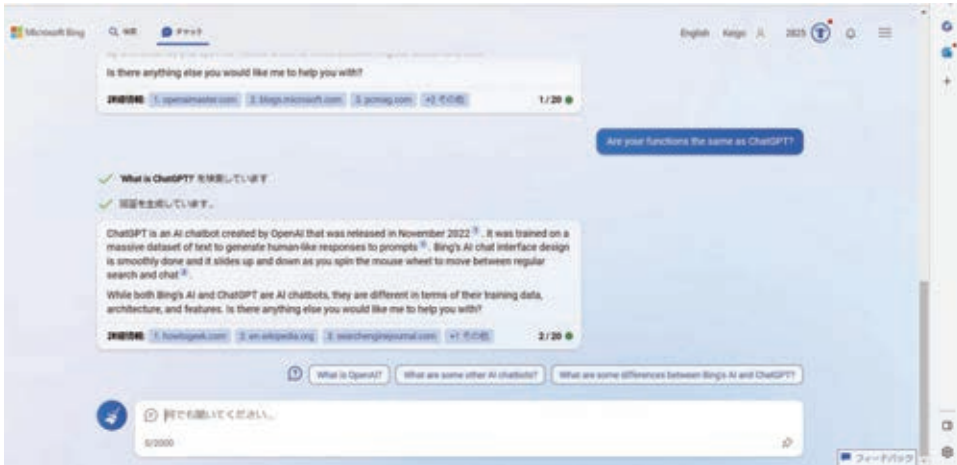 Microsoft Bing 検索 チャット English Keigo 2825
Is there anything else you would like me to help you with?
詳細情報: 1. openaimaster.com 2. blogs.microsoft.com 3. pcmag.com +2 その他 1/20
Are your functions the same as ChatGPT?
What is ChatGPT? を検索しています
回答を生成しています。
ChatGPT is an AI chatbot created by OpenAI that was released in November 2022. It was trained on a
massive dataset of text to generate human-like responses to prompts. Bing's AI chat interface design
is smoothly done and it slides up and down as you spin the mouse wheel to move between regular
search and chat.
While both Bing's AI and ChatGPT are AI chatbots, they are different in terms of their training data,
architecture, and features. Is there anything else you would like me to help you with?
詳細情報: 1. howtogeek.com 2. en.wikipedia.org 3. searchenginejournal.com +1 その他 2/20
What is OpenAI? What are some other AI chatbots? What are some differences between Bing's AI and ChatGPT?
何でも聞いてください...
0/2000
フィードバック